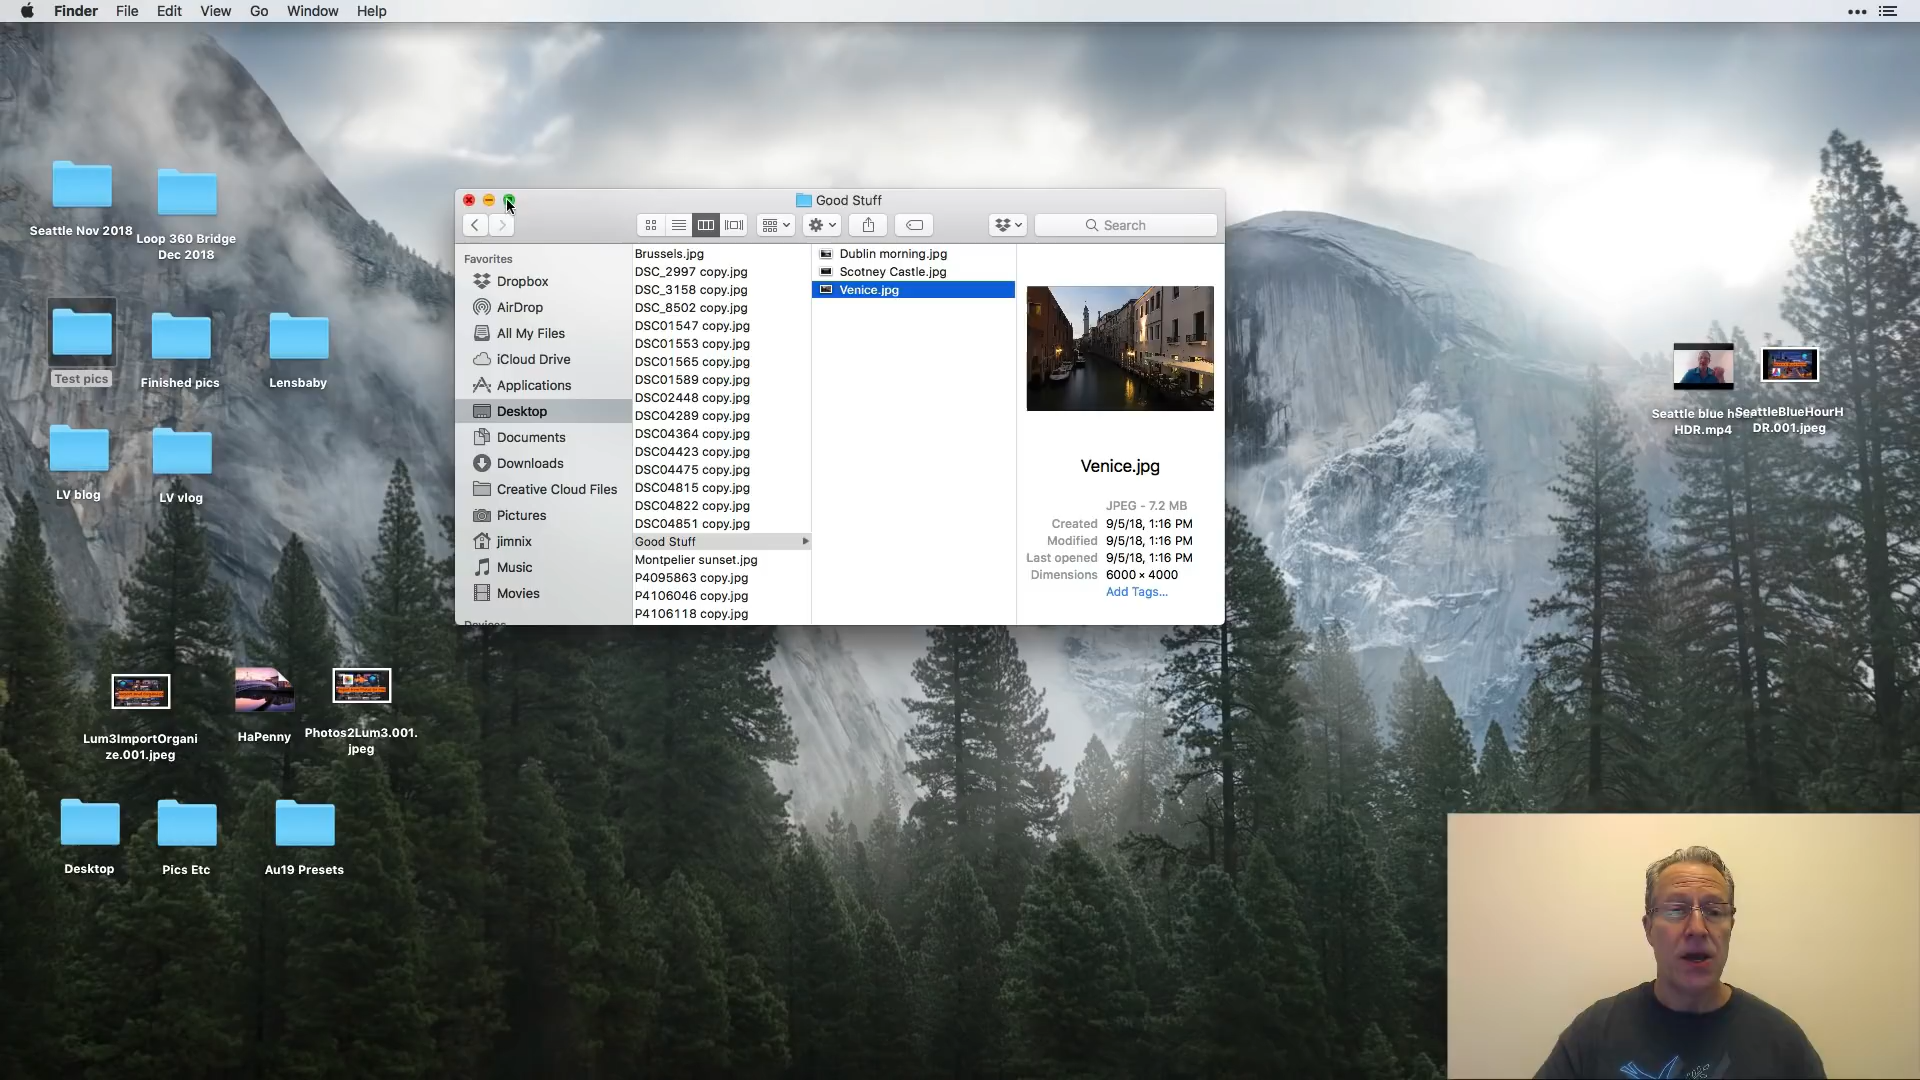 Finder File Edit View Go Window Help
Good Stuff
Search
Favorites
Dropbox
AirDrop
All My Files
iCloud Drive
Applications
Desktop
Documents
Downloads
Creative Cloud Files
Pictures
jimnix
Music
Movies
Devices
Brussels.jpg
DSC_2997 copy.jpg
DSC_3158 copy.jpg
DSC_8502 copy.jpg
DSC01547 copy.jpg
DSC01553 copy.jpg
DSC01565 copy.jpg
DSC01589 copy.jpg
DSC02448 copy.jpg
DSC04289 copy.jpg
DSC04364 copy.jpg
DSC04423 copy.jpg
DSC04475 copy.jpg
DSC04815 copy.jpg
DSC04822 copy.jpg
DSC04851 copy.jpg
Good Stuff
Montpelier sunset.jpg
P4095863 copy.jpg
P4106046 copy.jpg
P4106118 copy.jpg
Dublin morning.jpg
Scotney Castle.jpg
Venice.jpg
Venice.jpg
JPEG - 7.2 MB
Created 9/5/18, 1:16 PM
Modified 9/5/18, 1:16 PM
Last opened 9/5/18, 1:16 PM
Dimensions 6000 × 4000
Add Tags...
Seattle Nov 2018
Loop 360 Bridge
Dec 2018
Test pics
Finished pics
Lensbaby
LV blog
LV vlog
Lum3ImportOrgani
ze.001.jpeg
HaPenny
Photos2Lum3.001.
jpeg
Desktop
Pics Etc
Au19 Presets
Seattle blue h
HDR.mp4
SeattleBlueHourH
DR.001.jpeg